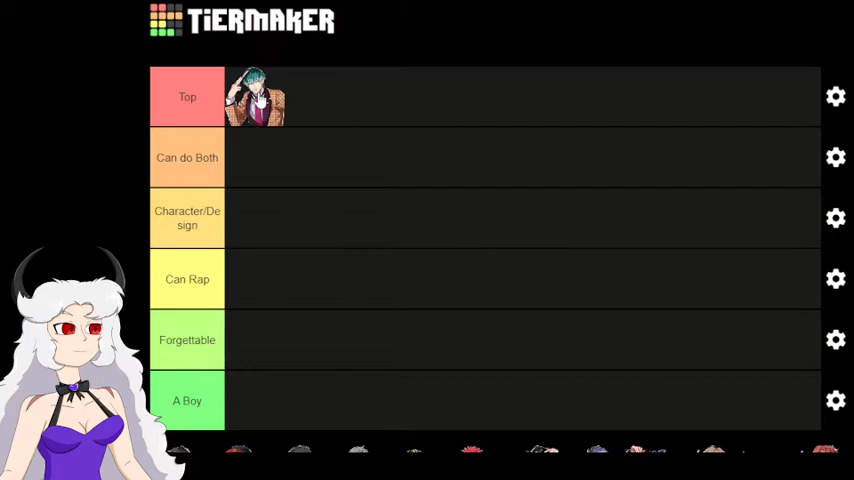 TiERMAKER
Top
Can do Both
Character/De
sign
Can Rap
Forgettable
A Boy